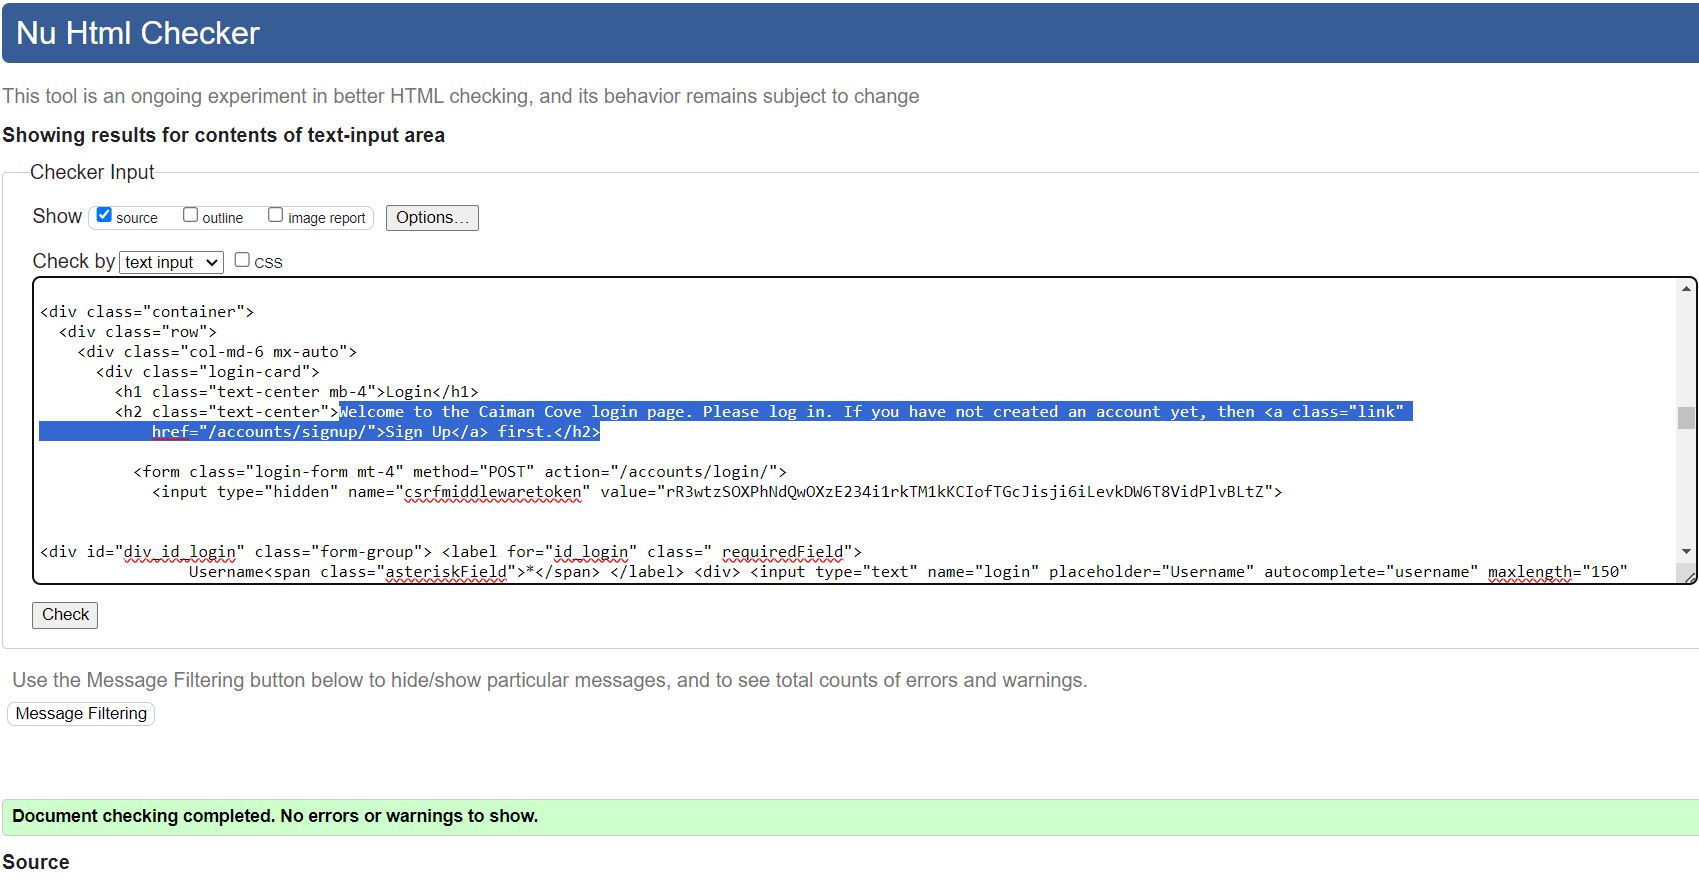 Nu Html Checker
This tool is an ongoing experiment in better HTML checking, and its behavior remains subject to change
Showing results for contents of text-input area
Checker Input
Show source outline image report Options...
Check by text input CSS
<div class="container">
<div class="row">
<div class="col-md-6 mx-auto">
<div class="login-card">
<h1 class="text-center mb-4">Login</h1>
<h2 class="text-center">Welcome to the Caiman Cove login page. Please log in. If you have not created an account yet, then <a class="link"
href="/accounts/signup/">Sign Up</a> first.</h2>
<form class="login-form mt-4" method="POST" action="/accounts/login/">
<input type="hidden" name="csrfmiddlewaretoken" value="rR3wtzSOXPhNdQwOXzE234i1rkTM1kKCIofTGcJisji6iLevkDW6T8VidPlvBLtZ">
<div id="div_id_login" class="form-group"> <label for="id_login" class=" requiredField">
Username<span class="asteriskField">*</span> </label> <div> <input type="text" name="login" placeholder="Username" autocomplete="username" maxlength="150"
Check
Use the Message Filtering button below to hide/show particular messages, and to see total counts of errors and warnings.
Message Filtering
Document checking completed. No errors or warnings to show.
Source